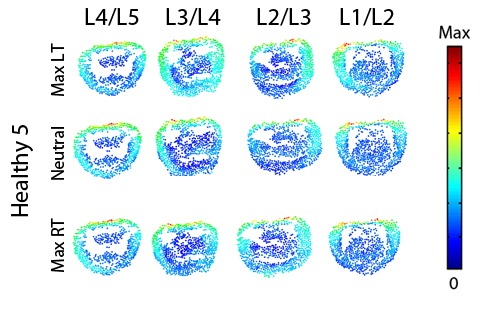 L4/L5 L3/L4 L2/L3 L1/L2
Max
Max LT
Neutral
Healthy 5
Max RT
0